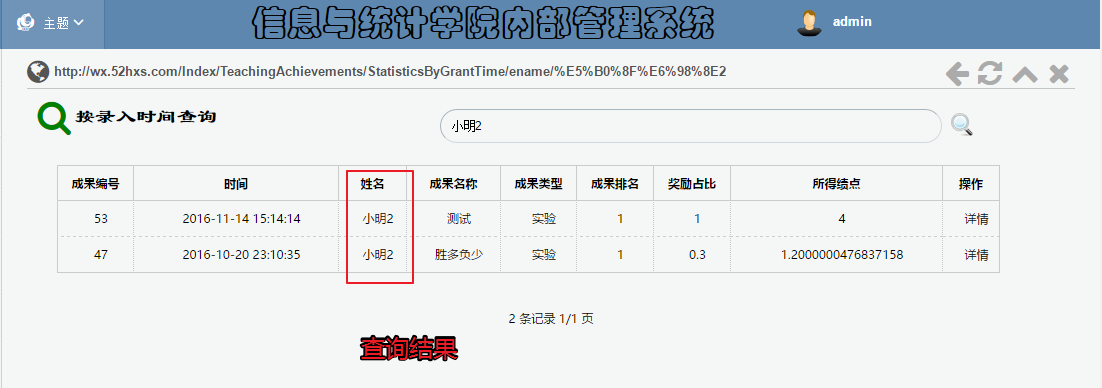 主题
信息与统计学院内部管理系统
admin
http://wx.52hxs.com/Index/TeachingAchievements/StatisticsByGrantTime/ename/%E5%B0%8F%E6%98%8E2
按录入时间查询
小明2
成果编号 时间 姓名 成果名称 成果类型 成果排名 奖励占比 所得绩点 操作
53 2016-11-14 15:14:14 小明2 测试 实验 1 1 4 详情
47 2016-10-20 23:10:35 小明2 胜多负少 实验 1 0.3 1.2000000476837158 详情
2 条记录 1/1 页
查询结果